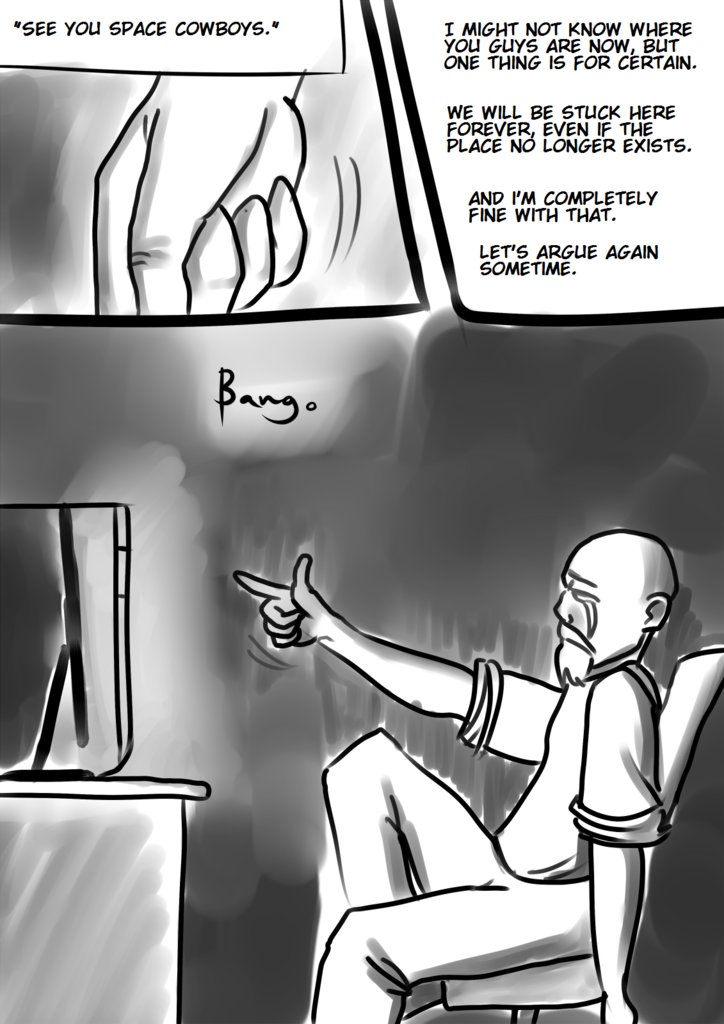 "SEE YOU SPACE COWBOYS."
I MIGHT NOT KNOW WHERE
YOU GUYS ARE NOW, BUT
ONE THING IS FOR CERTAIN.
WE WILL BE STUCK HERE
FOREVER, EVEN IF THE
PLACE NO LONGER EXISTS.
AND I'M COMPLETELY
FINE WITH THAT.
LET'S ARGUE AGAIN
SOMETIME.
Bang.